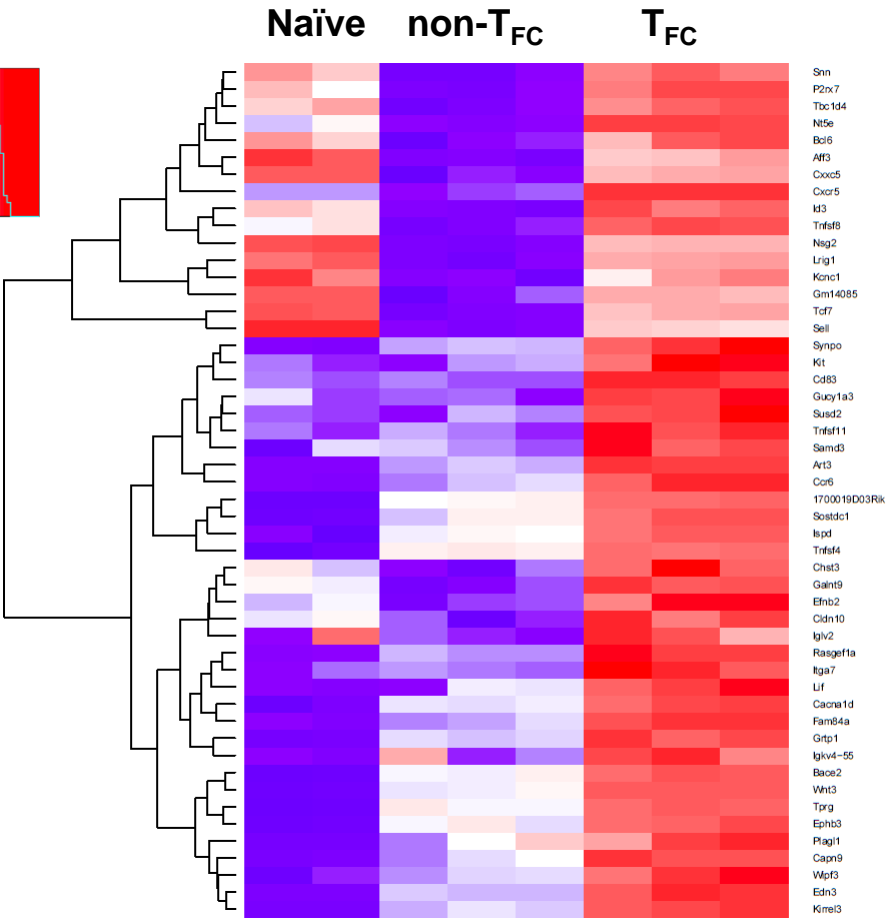 Naïve non-TFC TFC
Snn
P2rx7
Tbc1d4
Nt5e
Bcl6
Aff3
Cxxc5
Cxcr5
Id3
Tnfsf8
Nsg2
Lrig1
Kcnc1
Gm14085
Tcf7
Sell
Synpo
Kit
Cd83
Gucy1a3
Susd2
Tnfsf11
Samd3
Art3
Ccr6
1700019D03Rik
Sostdc1
Ispd
Tnfsf4
Chst3
Galnt9
Efnb2
Cldn10
Iglv2
Rasgef1a
Itga7
Lif
Cacna1d
Fam84a
Grtp1
Igkv4−55
Bace2
Wnt3
Tprg
Ephb3
Plagl1
Capn9
Wipf3
Edn3
Kirrel3